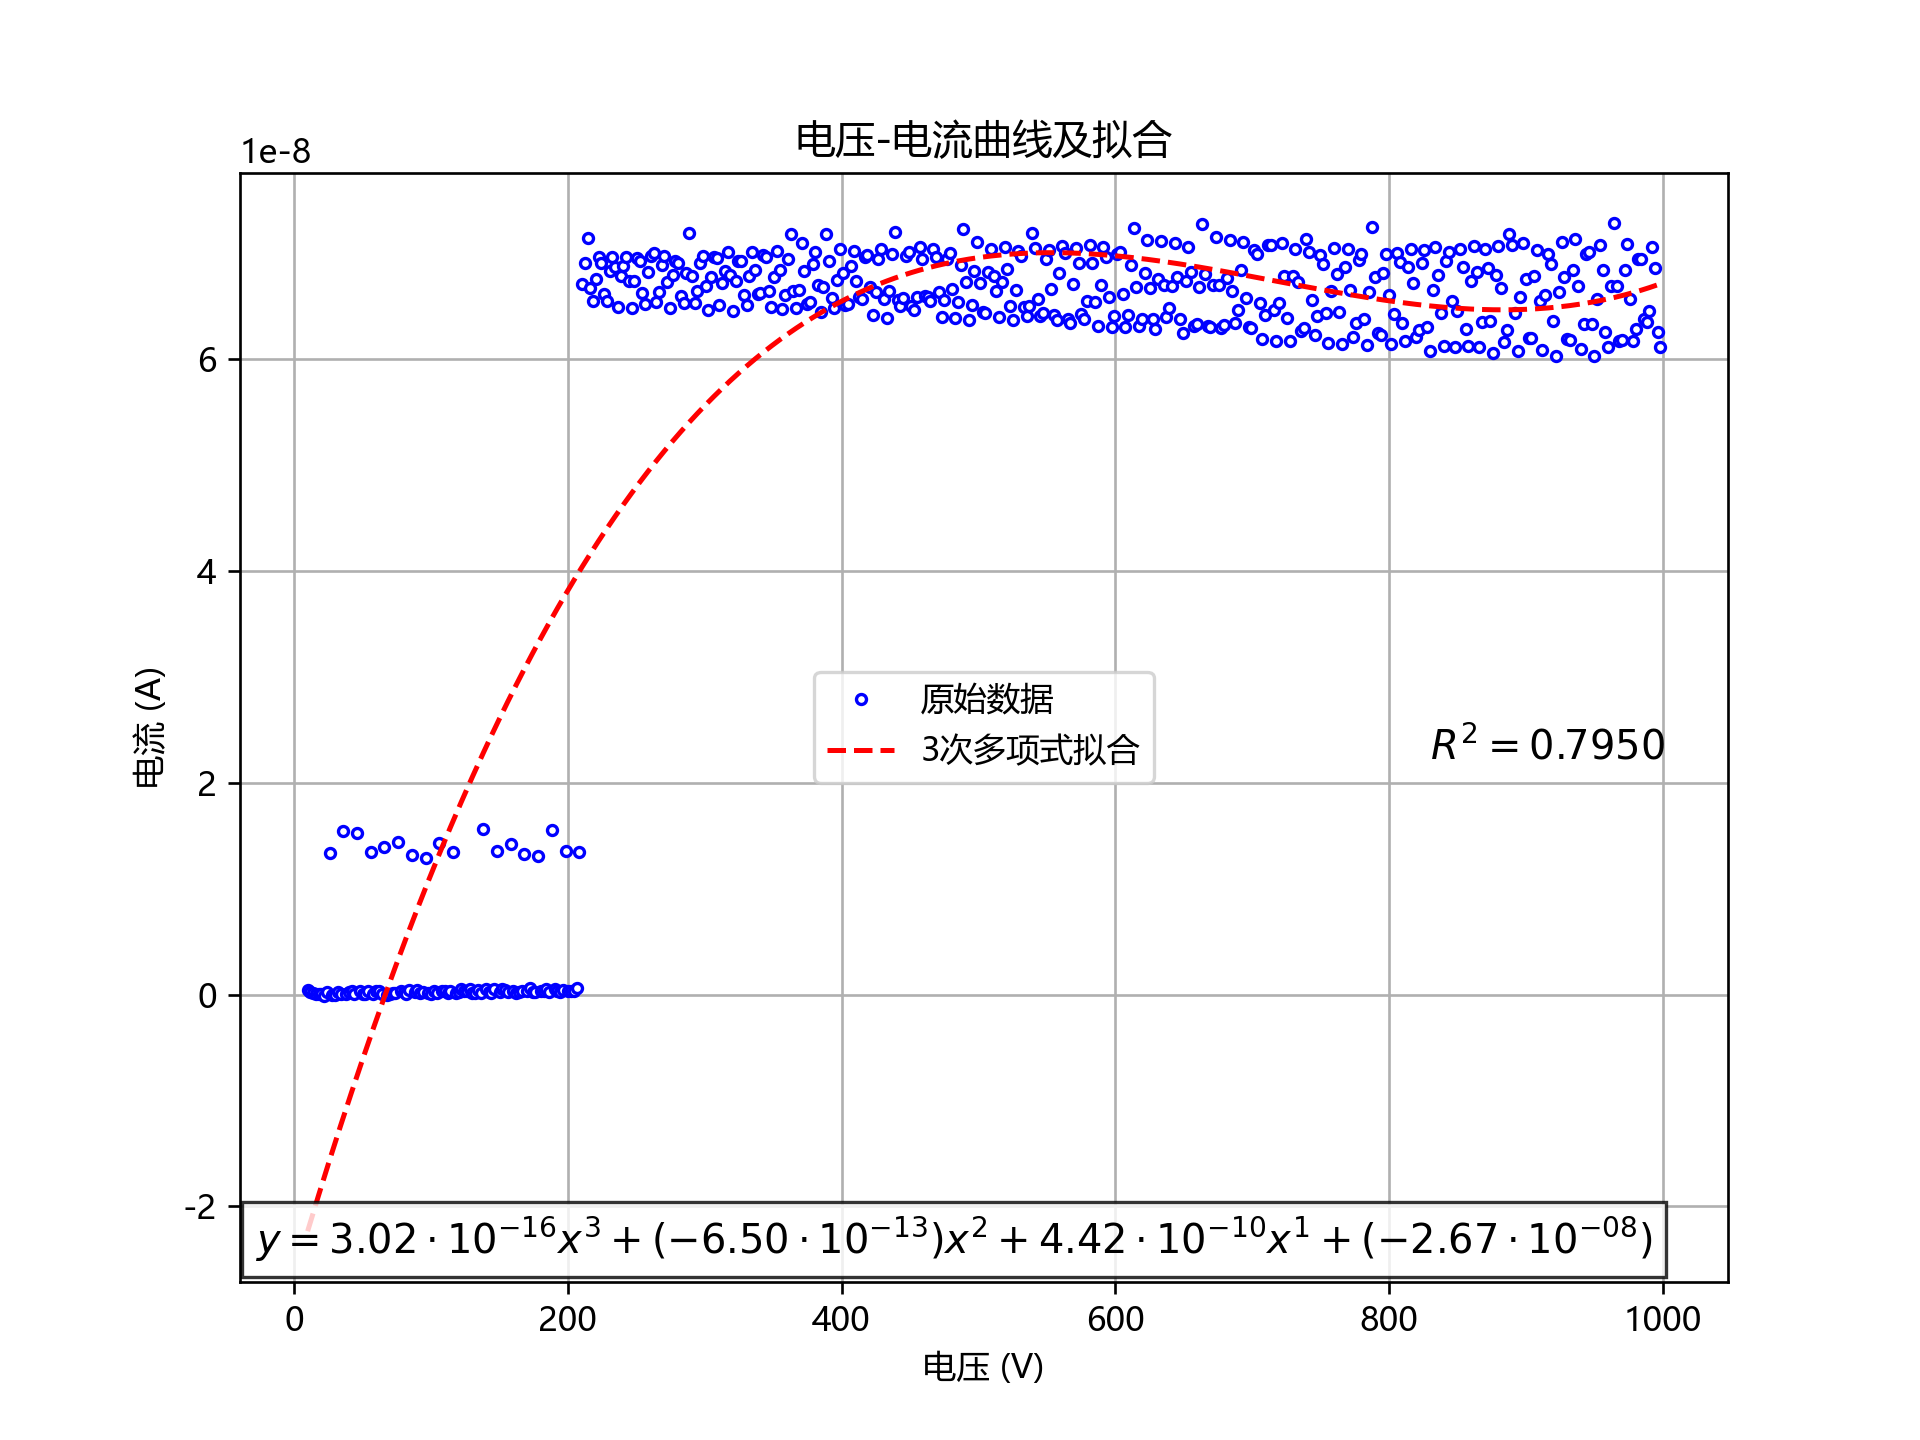 电压-电流曲线及拟合
1e-8
6
4
2
0
-2
电流 (A)
原始数据
3次多项式拟合
R² = 0.7950
y = 3.02 · 10⁻¹⁶x³ + (−6.50 · 10⁻¹³)x² + 4.42 · 10⁻¹⁰x¹ + (−2.67 · 10⁻⁰⁸)
0 200 400 600 800 1000
电压 (V)